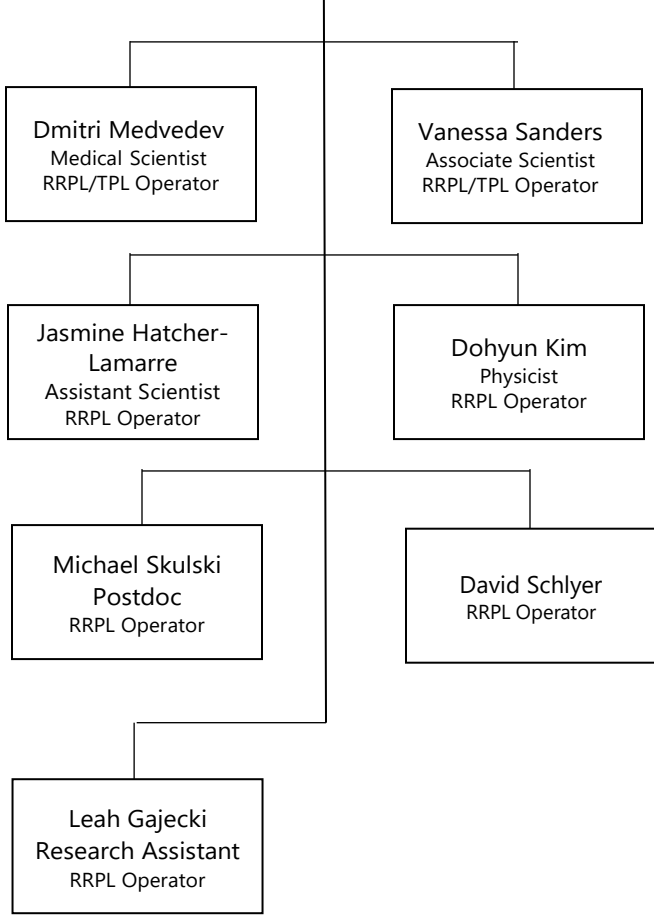 Dmitri Medvedev
Medical Scientist
RRPL/TPL Operator
Vanessa Sanders
Associate Scientist
RRPL/TPL Operator
Jasmine Hatcher-
Lamarre
Assistant Scientist
RRPL Operator
Dohyun Kim
Physicist
RRPL Operator
Michael Skulski
Postdoc
RRPL Operator
David Schlyer
RRPL Operator
Leah Gajecki
Research Assistant
RRPL Operator